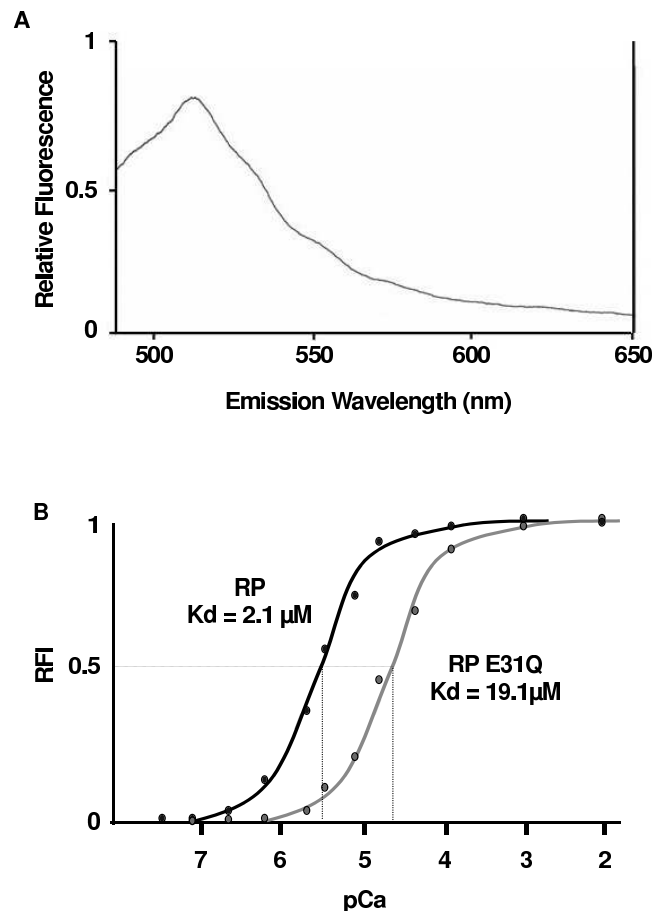 A
1
0.5
0
Relative Fluorescence
500 550 600 650
Emission Wavelength (nm)
B
1
0.5
0
RFI
RP
Kd = 2.1 µM
RP E31Q
Kd = 19.1µM
7 6 5 4 3 2
pCa